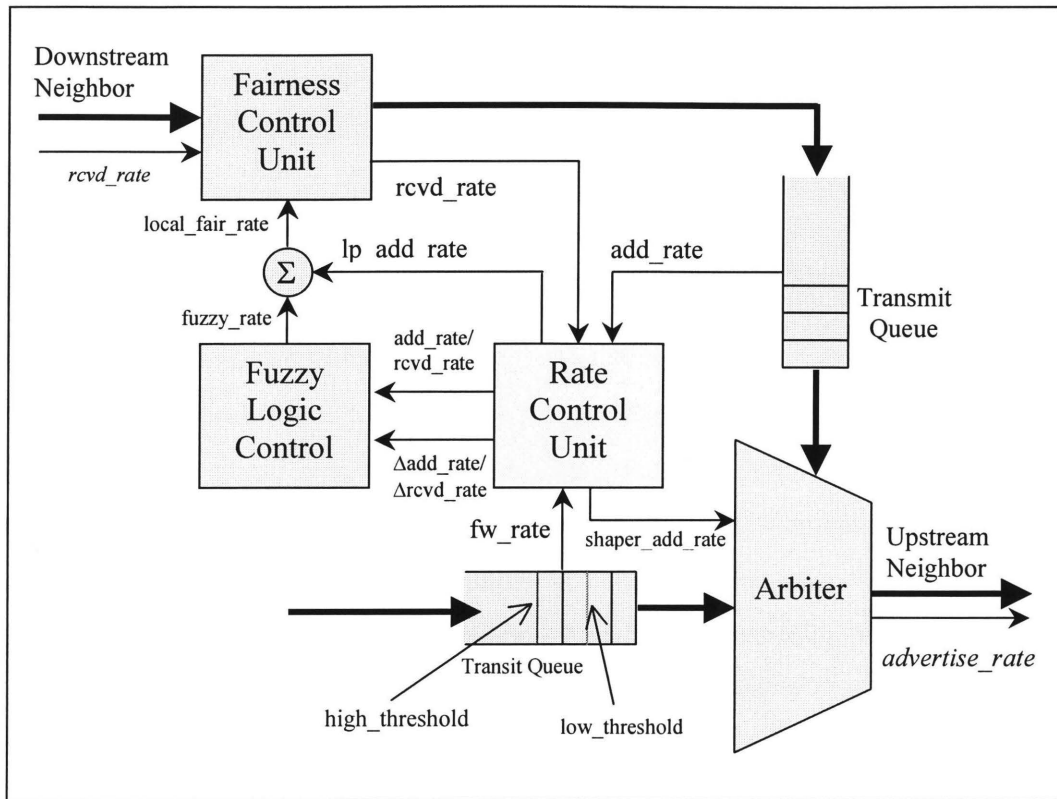 Downstream
Neighbor
rcvd_rate
Fairness
Control
Unit
rcvd_rate
local_fair_rate
lp add rate
add_rate
Σ
fuzzy_rate
Transmit
Queue
Fuzzy
Logic
Control
add_rate/
rcvd_rate
Δadd_rate/
Δrcvd_rate
Rate
Control
Unit
fw_rate
shaper_add_rate
Arbiter
Upstream
Neighbor
advertise_rate
Transit Queue
high_threshold
low_threshold